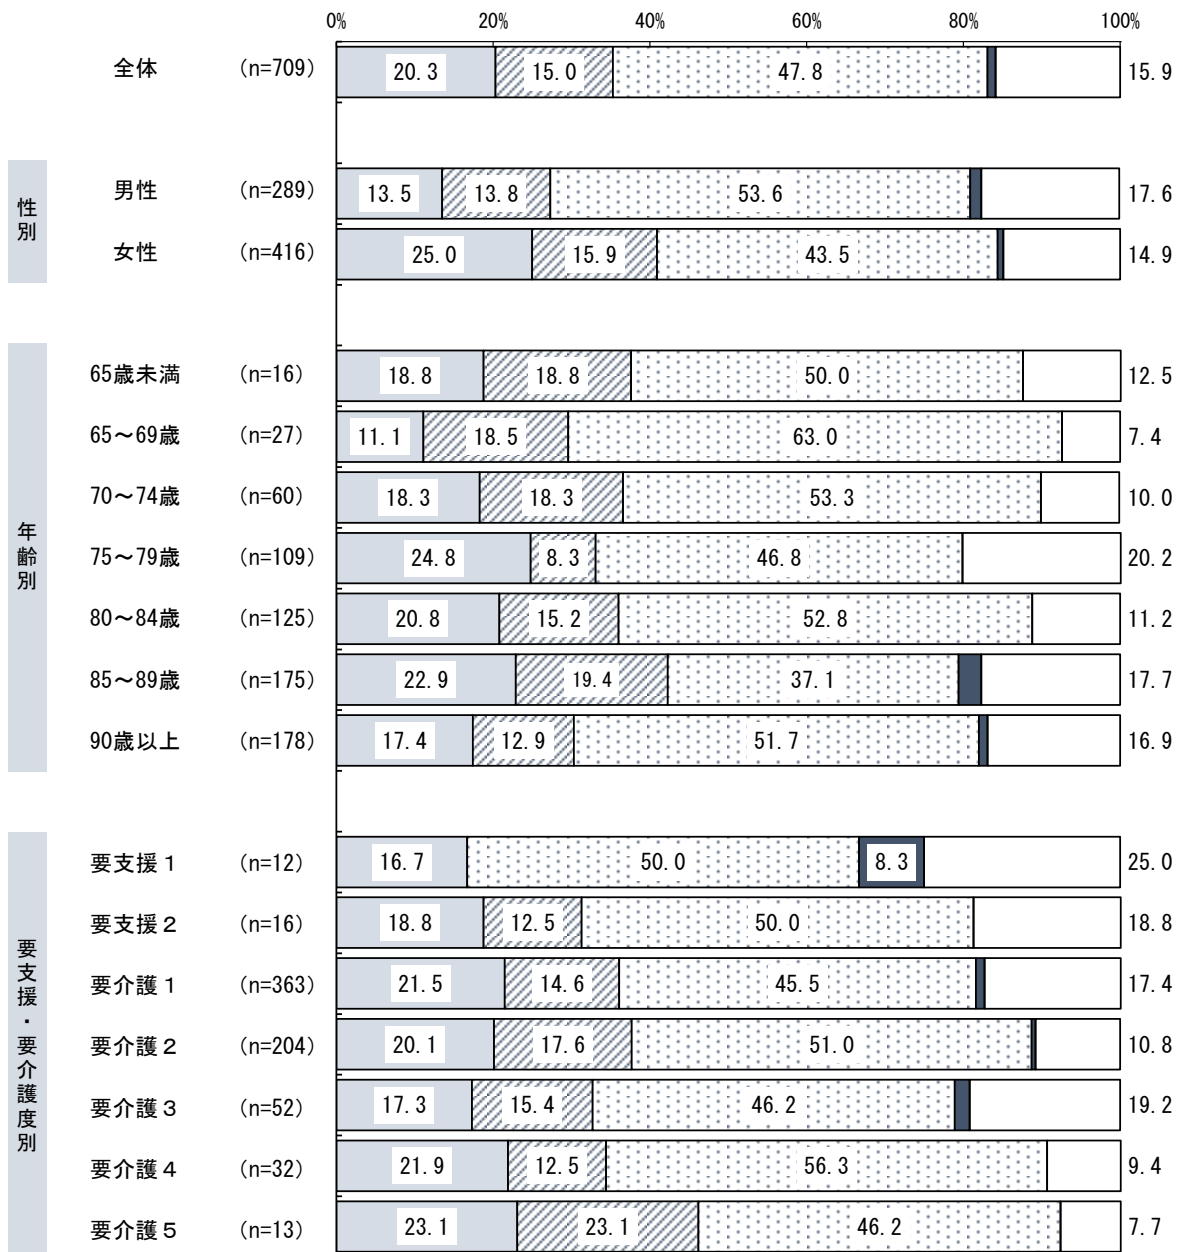 0% 20% 40% 60% 80% 100%
全体 (n=709) 20.3 15.0 47.8 15.9
性別
男性 (n=289) 13.5 13.8 53.6 17.6
女性 (n=416) 25.0 15.9 43.5 14.9
年齢別
65歳未満 (n=16) 18.8 18.8 50.0 12.5
65～69歳 (n=27) 11.1 18.5 63.0 7.4
70～74歳 (n=60) 18.3 18.3 53.3 10.0
75～79歳 (n=109) 24.8 8.3 46.8 20.2
80～84歳 (n=125) 20.8 15.2 52.8 11.2
85～89歳 (n=175) 22.9 19.4 37.1 17.7
90歳以上 (n=178) 17.4 12.9 51.7 16.9
要支援・要介護度別
要支援１ (n=12) 16.7 50.0 8.3 25.0
要支援２ (n=16) 18.8 12.5 50.0 18.8
要介護１ (n=363) 21.5 14.6 45.5 17.4
要介護２ (n=204) 20.1 17.6 51.0 10.8
要介護３ (n=52) 17.3 15.4 46.2 19.2
要介護４ (n=32) 21.9 12.5 56.3 9.4
要介護５ (n=13) 23.1 23.1 46.2 7.7